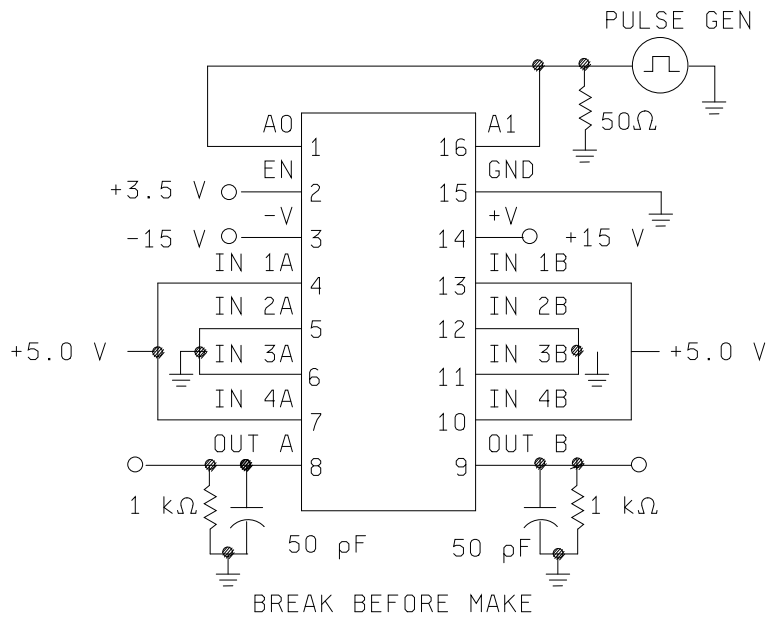 PULSE GEN
A0
A1
1
16
50Ω
EN
GND
+3.5 V
2
15
-V
+V
-15 V
3
14
+15 V
IN 1A
IN 1B
4
13
IN 2A
IN 2B
5
12
+5.0 V
IN 3A
IN 3B
+5.0 V
6
11
IN 4A
IN 4B
7
10
OUT A
OUT B
8
9
1 kΩ
1 kΩ
50 pF
50 pF
BREAK BEFORE MAKE